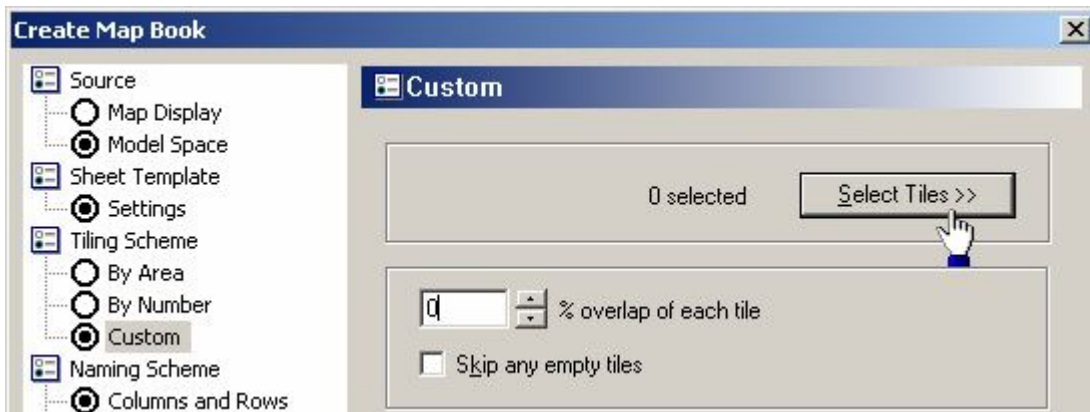 Create Map Book
Source
Map Display
Model Space
Sheet Template
Settings
Tiling Scheme
By Area
By Number
Custom
Naming Scheme
Columns and Rows
Custom
0 selected
Select Tiles >>
0
% overlap of each tile
Skip any empty tiles